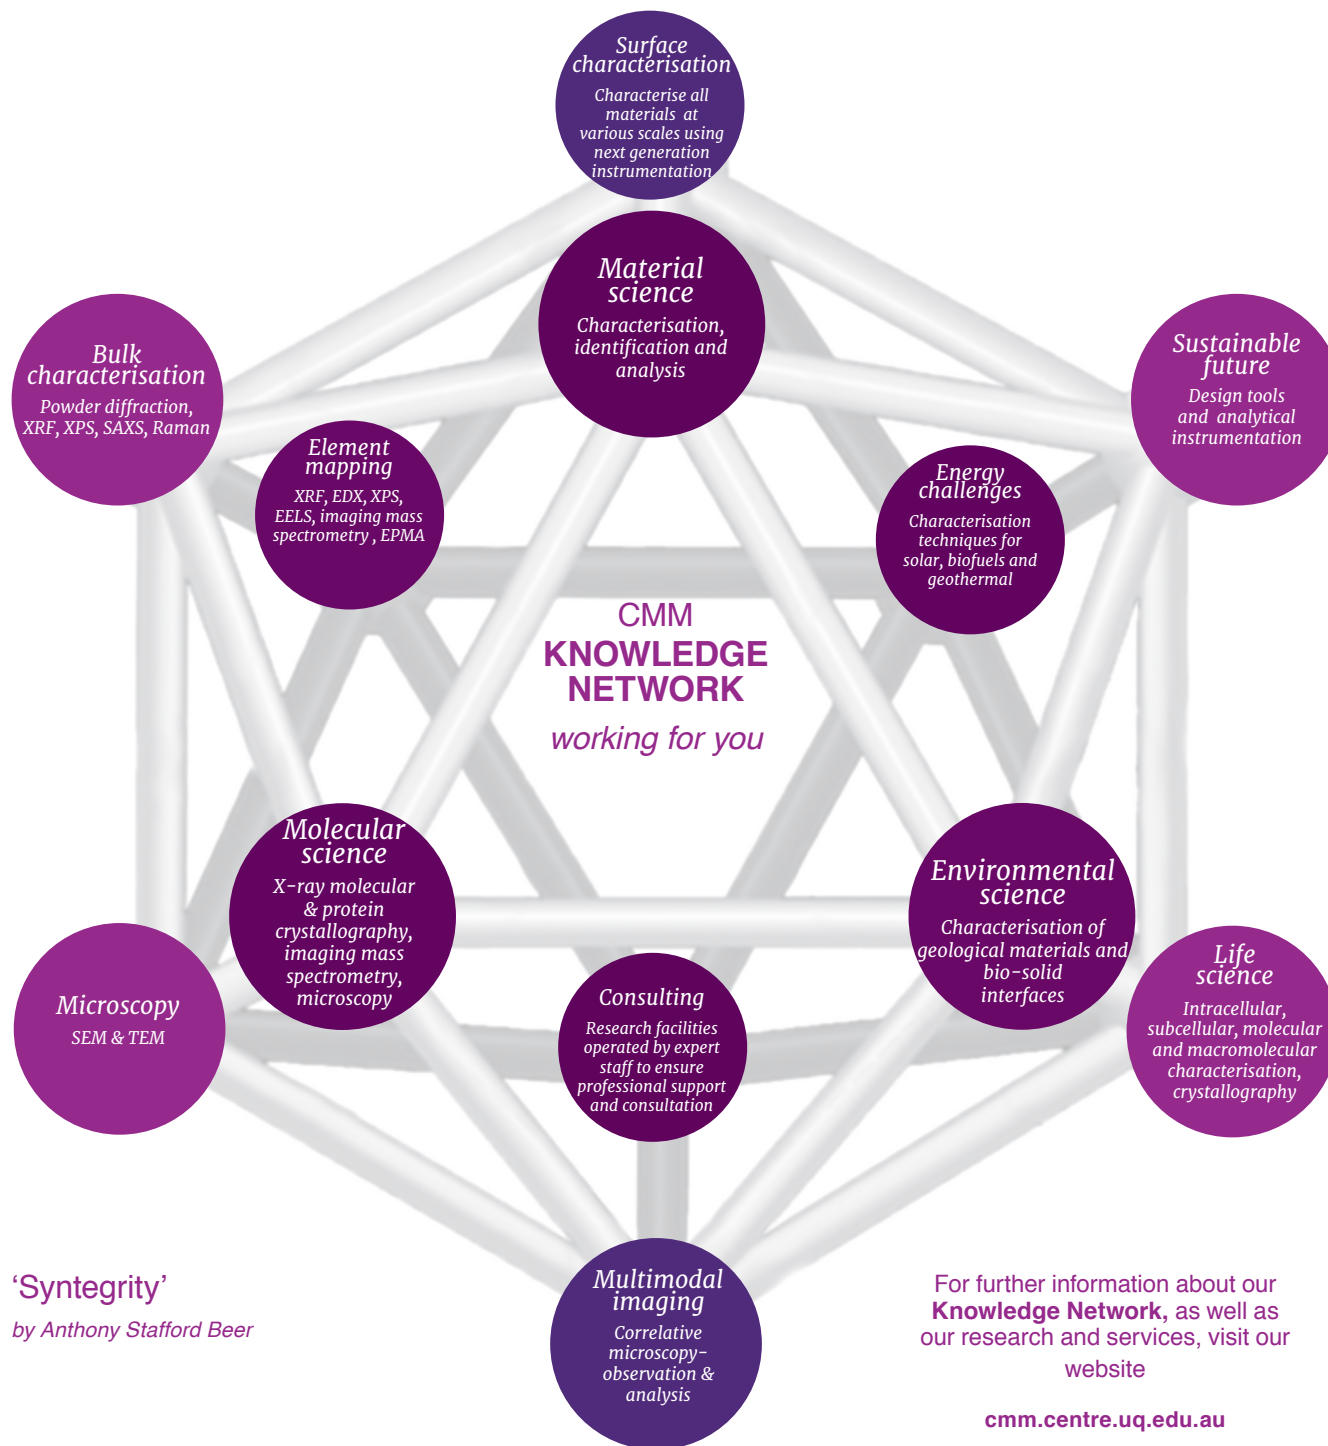 Surface
characterisation
Characterise all
materials at
various scales using
next generation
instrumentation
Material
science
Characterisation,
identification and
analysis
Bulk
characterisation
Powder diffraction,
XRF, XPS, SAXS, Raman
Sustainable
future
Design tools
and analytical
instrumentation
Element
mapping
XRF, EDX, XPS,
EELS, imaging mass
spectrometry , EPMA
Energy
challenges
Characterisation
techniques for
solar, biofuels and
geothermal
CMM
KNOWLEDGE
NETWORK
working for you
Molecular
science
X-ray molecular
& protein
crystallography,
imaging mass
spectrometry,
microscopy
Environmental
science
Characterisation of
geological materials and
bio-solid
interfaces
Microscopy
SEM & TEM
Consulting
Research facilities
operated by expert
staff to ensure
professional support
and consultation
Life
science
Intracellular,
subcellular, molecular
and macromolecular
characterisation,
crystallography
Multimodal
imaging
Correlative
microscopy-
observation &
analysis
‘Syntegrity’
by Anthony Stafford Beer
For further information about our
Knowledge Network, as well as
our research and services, visit our
website
cmm.centre.uq.edu.au